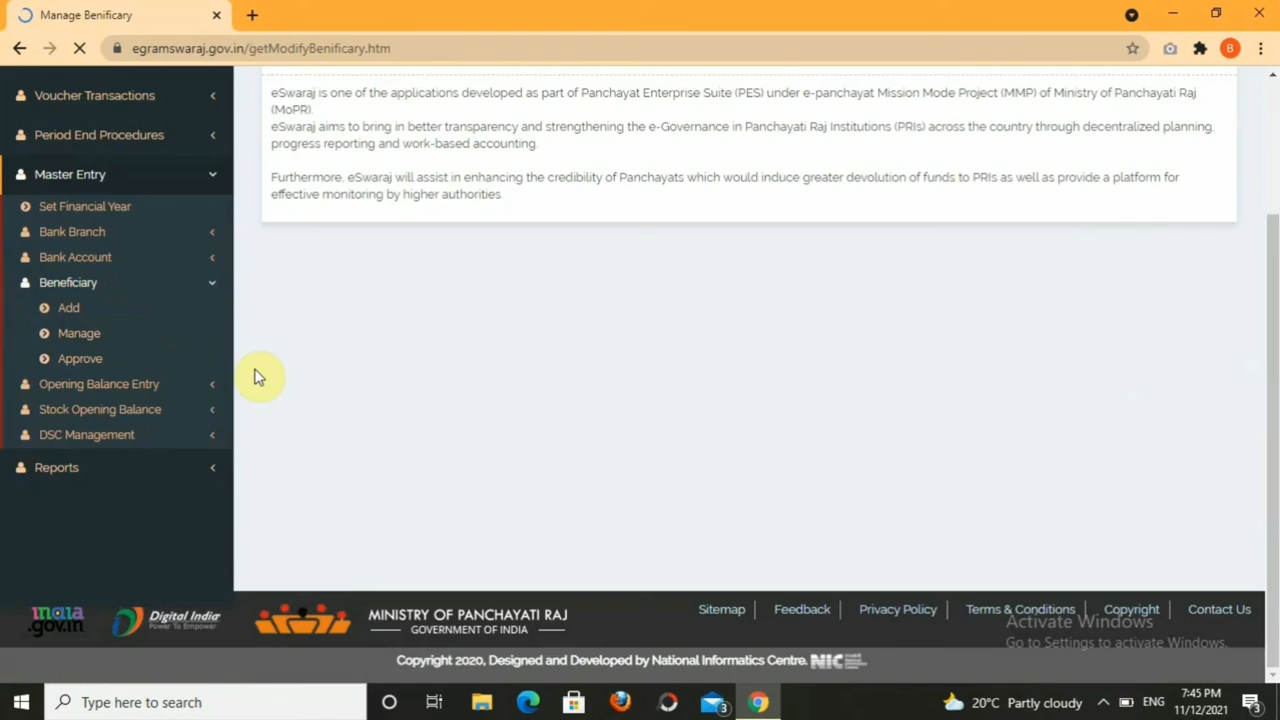 Manage Benificary
egramswaraj.gov.in/getModifyBenificary.htm
B
Voucher Transactions
Period End Procedures
Master Entry
Set Financial Year
Bank Branch
Bank Account
Beneficiary
Add
Manage
Approve
Opening Balance Entry
Stock Opening Balance
DSC Management
Reports
eSwaraj is one of the applications developed as part of Panchayat Enterprise Suite (PES) under e-panchayat Mission Mode Project (MMP) of Ministry of Panchayati Raj
(MoPR).
eSwaraj aims to bring in better transparency and strengthening the e-Governance in Panchayati Raj Institutions (PRIs) across the country through decentralized planning,
progress reporting and work-based accounting.
Furthermore, eSwaraj will assist in enhancing the credibility of Panchayats which would induce greater devolution of funds to PRIs as well as provide a platform for
effective monitoring by higher authorities.
india
.gov.in
Digital India
Power To Empower
MINISTRY OF PANCHAYATI RAJ
GOVERNMENT OF INDIA
Sitemap
Feedback
Privacy Policy
Terms & Conditions
Copyright
Contact Us
Activate Windows
Go to Settings to activate Windows.
Copyright 2020, Designed and Developed by National Informatics Centre. NIC
Type here to search
3
20°C Partly cloudy
ENG
7:45 PM
11/12/2021
3